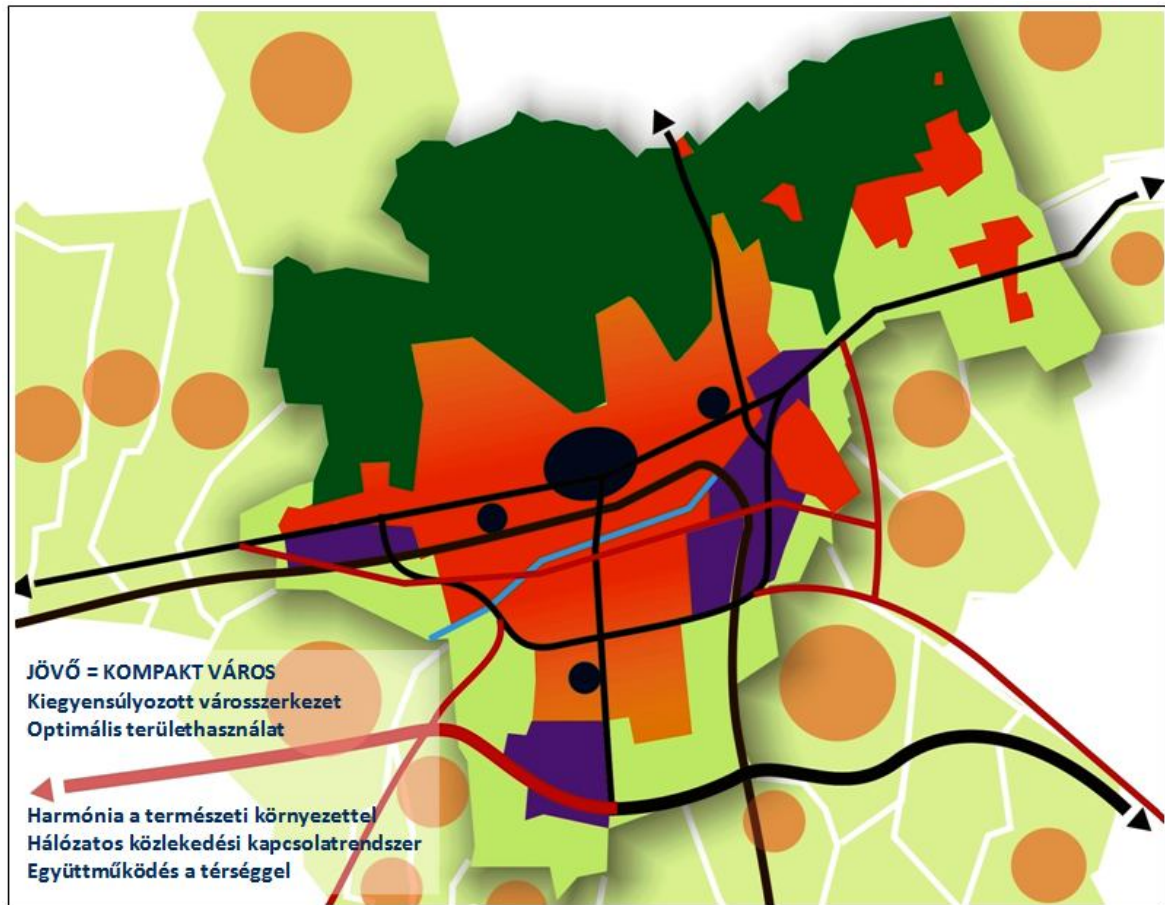 JÖVŐ = KOMPAKT VÁROS
Kiegyensúlyozott városszerkezet
Optimális területhasználat
Harmónia a természeti környezettel
Hálózatos közlekedési kapcsolatrendszer
Együttműködés a térséggel